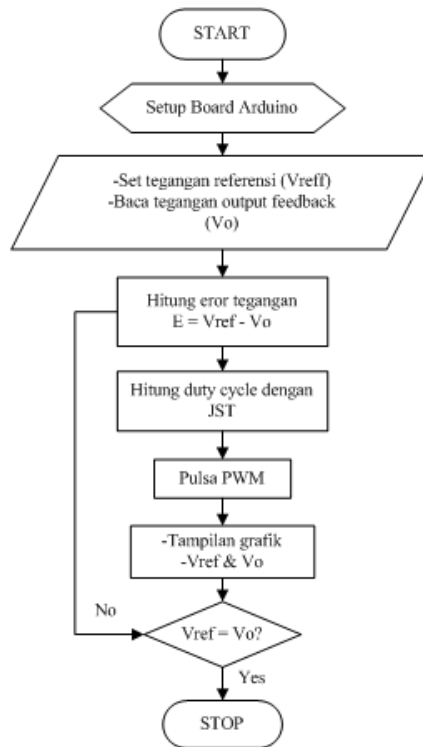 START
Setup Board Arduino
-Set tegangan referensi (Vreff)
-Baca tegangan output feedback
(Vo)
Hitung eror tegangan
E = Vref - Vo
Hitung duty cycle dengan
JST
Pulsa PWM
-Tampilan grafik
-Vref & Vo
No
Vref = Vo?
Yes
STOP